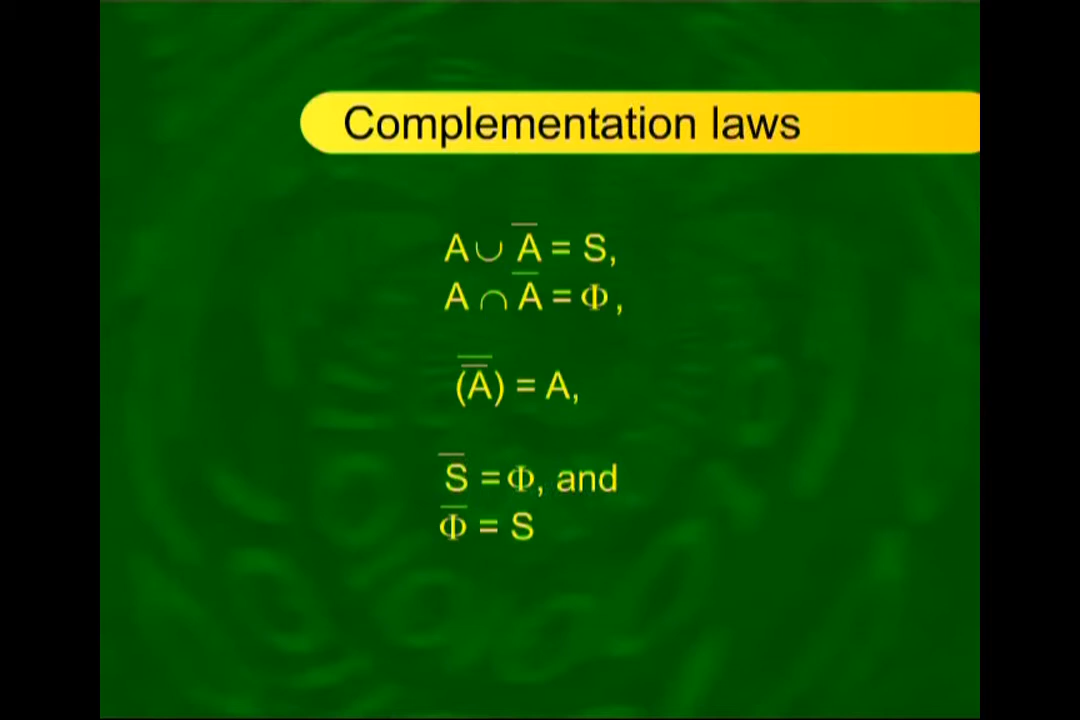 Complementation laws
A ∪ A̅ = S,
A ∩ A̅ = Φ,
(A̿) = A,
S̅ = Φ, and
Φ̅ = S